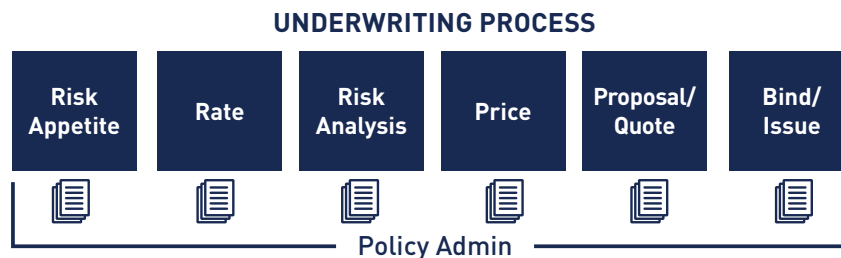 UNDERWRITING PROCESS
Risk
Appetite
Rate
Risk
Analysis
Price
Proposal/
Quote
Bind/
Issue
Policy Admin